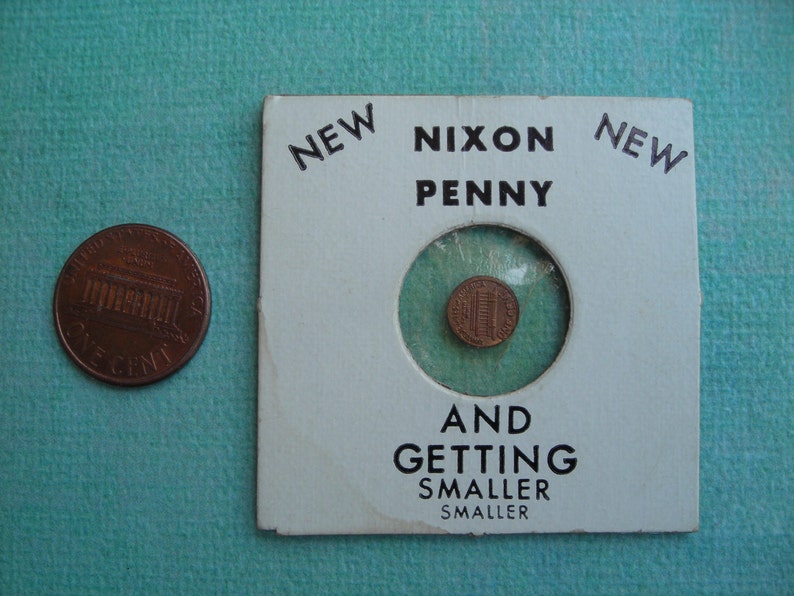 NEW NIXON NEW
PENNY
AND
GETTING
SMALLER
SMALLER
UNITED STATES OF AMERICA
ONE CENT